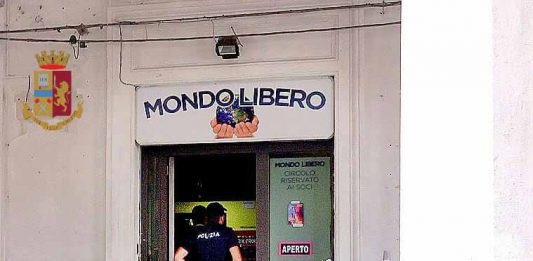 MONDO LIBERO
MONDO LIBERO
CIRCOLO
RISERVATO
AI SOCI
POLIZIA
APERTO